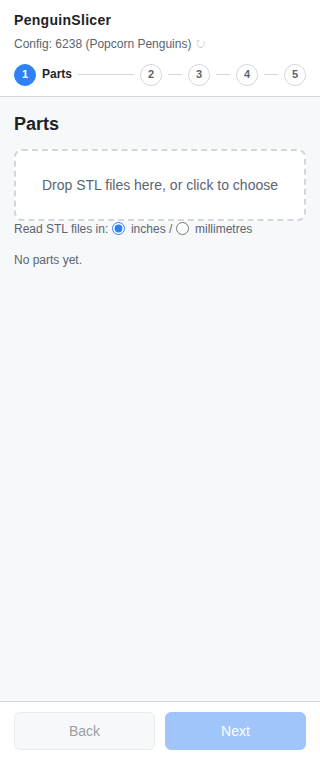 PenguinSlicer
Config: 6238 (Popcorn Penguins)
1 Parts 2 3 4 5
Parts
Drop STL files here, or click to choose
Read STL files in: inches / millimetres
No parts yet.
Back Next